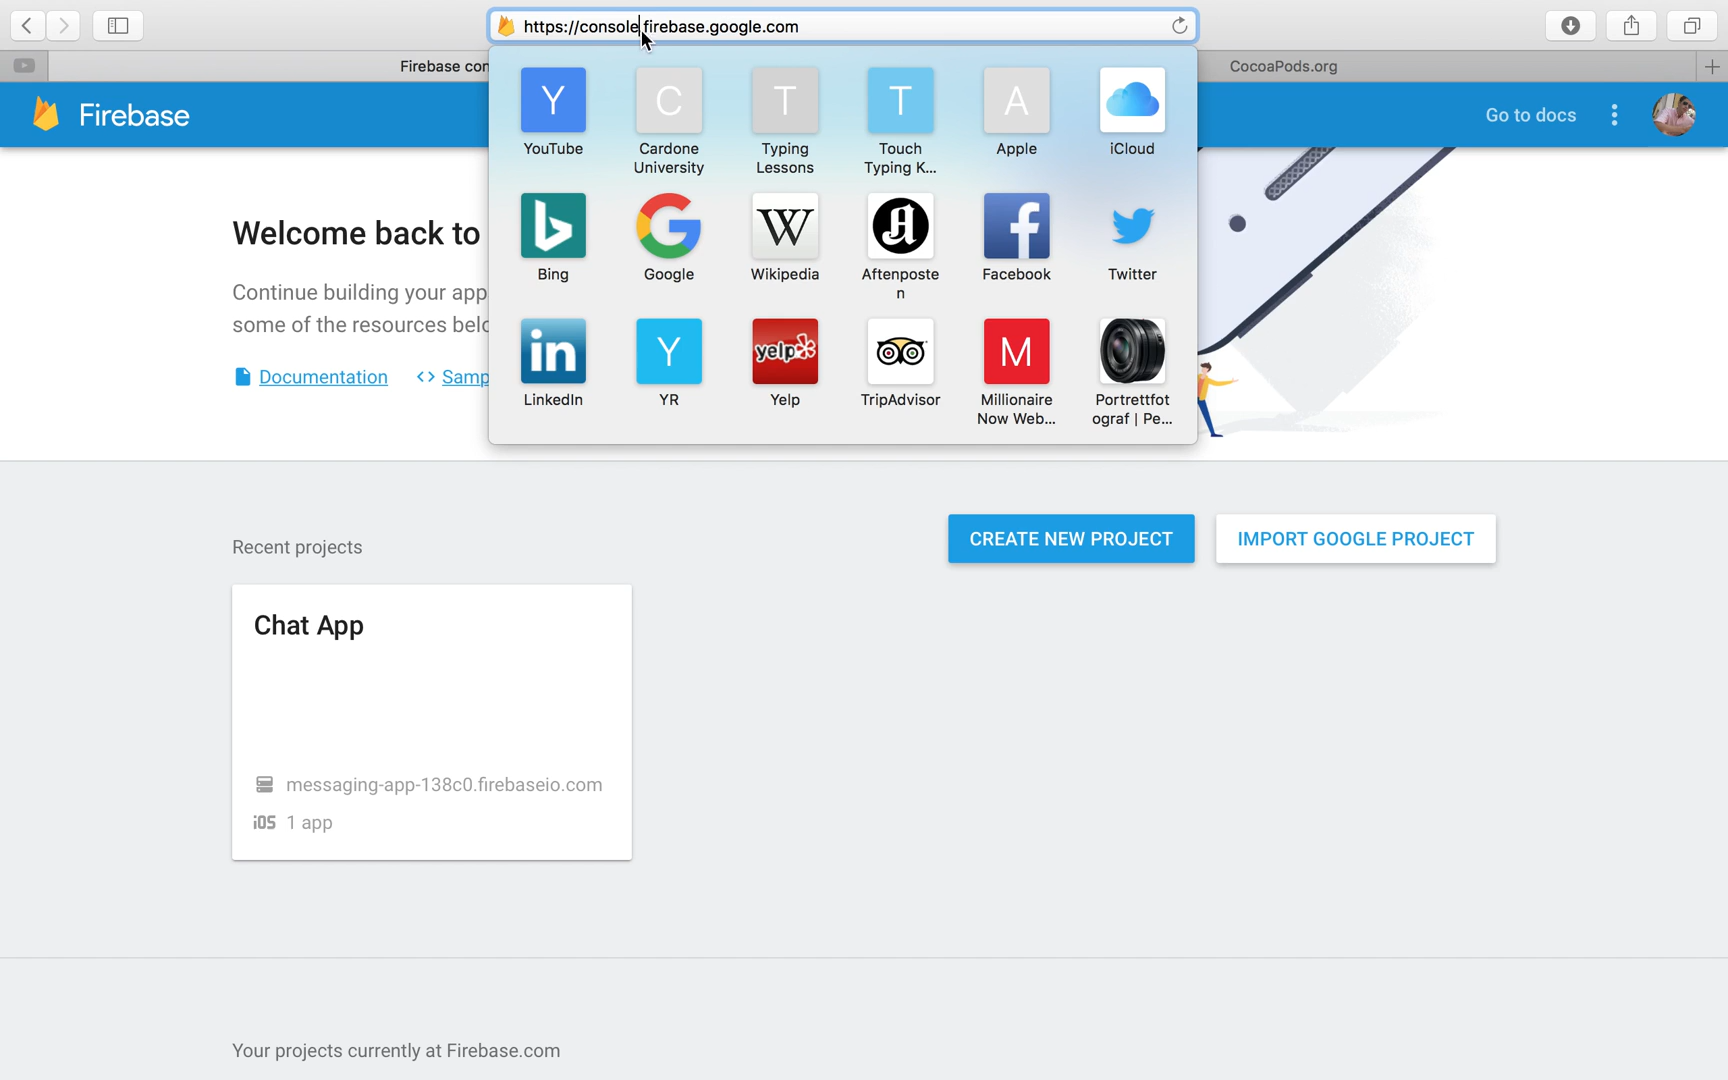 https://console.firebase.google.com
Firebase con
CocoaPods.org
Firebase
Go to docs
Y
C
T
T
A
YouTube
Cardone
University
Typing
Lessons
Touch
Typing K...
Apple
iCloud
Welcome back to
Continue building your app
some of the resources belo
Documentation
<> Samp
b
G
W
A
f
Bing
Google
Wikipedia
Aftenposte
n
Facebook
Twitter
in
Y
yelp
M
LinkedIn
YR
Yelp
TripAdvisor
Millionaire
Now Web...
Portrettfot
ograf | Pe...
Recent projects
CREATE NEW PROJECT
IMPORT GOOGLE PROJECT
Chat App
messaging-app-138c0.firebaseio.com
iOS 1 app
Your projects currently at Firebase.com